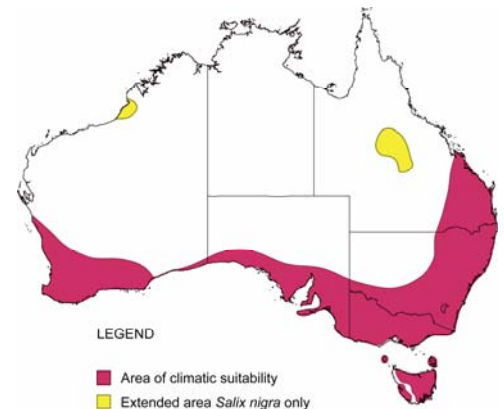 LEGEND
Area of climatic suitability
Extended area Salix nigra only